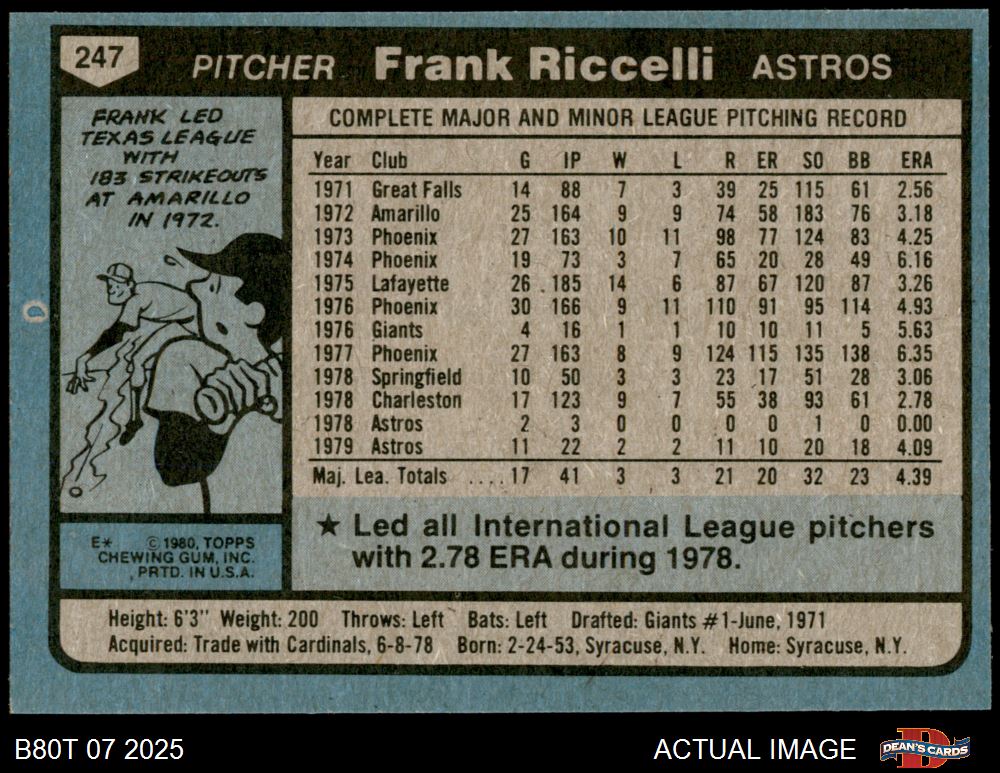 247 PITCHER Frank Riccelli ASTROS
FRANK LED
TEXAS LEAGUE
WITH
183 STRIKEOUTS
AT AMARILLO
IN 1972.
COMPLETE MAJOR AND MINOR LEAGUE PITCHING RECORD
Year Club G IP W L R ER SO BB ERA
1971 Great Falls 14 88 7 3 39 25 115 61 2.56
1972 Amarillo 25 164 9 9 74 58 183 76 3.18
1973 Phoenix 27 163 10 11 98 77 124 83 4.25
1974 Phoenix 19 73 3 7 65 20 28 49 6.16
1975 Lafayette 26 185 14 6 87 67 120 87 3.26
1976 Phoenix 30 166 9 11 110 91 95 114 4.93
1976 Giants 4 16 1 1 10 10 11 5 5.63
1977 Phoenix 27 163 8 9 124 115 135 138 6.35
1978 Springfield 10 50 3 3 23 17 51 28 3.06
1978 Charleston 17 123 9 7 55 38 93 61 2.78
1978 Astros 2 3 0 0 0 0 1 0 0.00
1979 Astros 11 22 2 2 11 10 20 18 4.09
Maj. Lea. Totals ....17 41 3 3 21 20 32 23 4.39
★ Led all International League pitchers
with 2.78 ERA during 1978.
E* © 1980, TOPPS
CHEWING GUM, INC.
PRTD. IN U.S.A.
Height: 6'3" Weight: 200 Throws: Left Bats: Left Drafted: Giants #1-June, 1971
Acquired: Trade with Cardinals, 6-8-78 Born: 2-24-53, Syracuse, N.Y. Home: Syracuse, N.Y.
B80T 07 2025 ACTUAL IMAGE DEAN'S CARDS